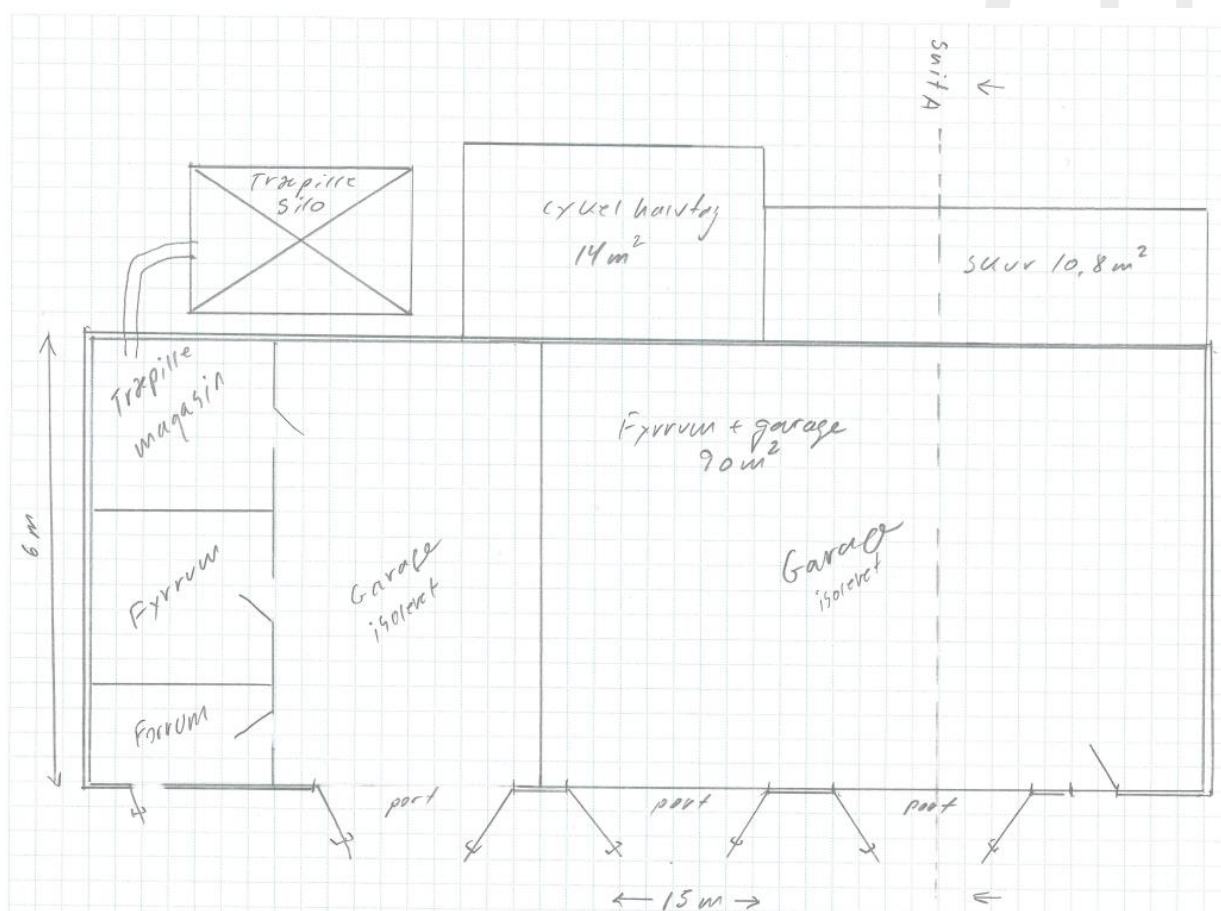 Snit A
Træpille
Silo
cykel halvtag
14 m²
skur 10,8 m²
Træpille
magasin
Fyrrum + garage
90 m²
6 m
Fyrrum
Garage
isoleret
Garage
isoleret
Forrum
port
port
port
15 m